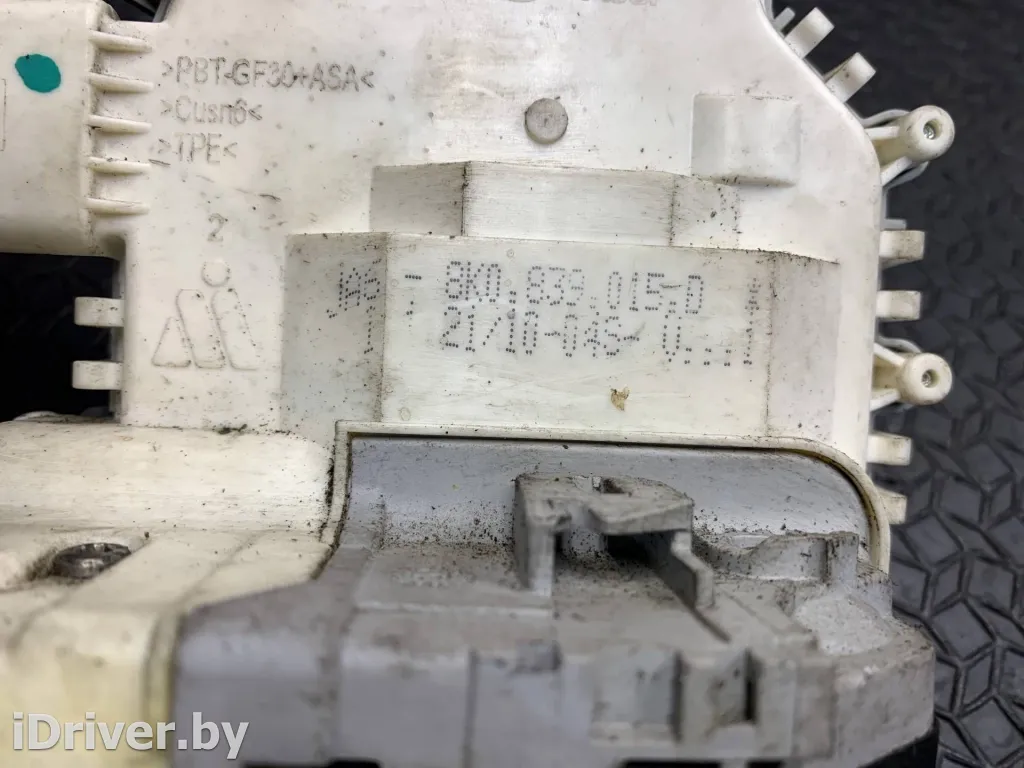 >PBT-GF30+ASA<
>Cusn6<
>TPE<
2
8K0.839.015.D
21/10-04S-
iDriver.by